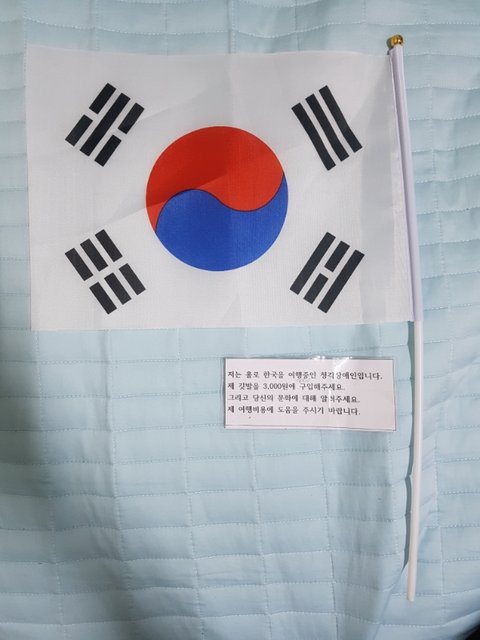 저는 홀로 한국을 여행중인 청각장애인입니다.
제 깃발을 3,000원에 구입해주세요.
그리고 당신의 문화에 대해 알려주세요.
제 여행비용에 도움을 주시기 바랍니다.